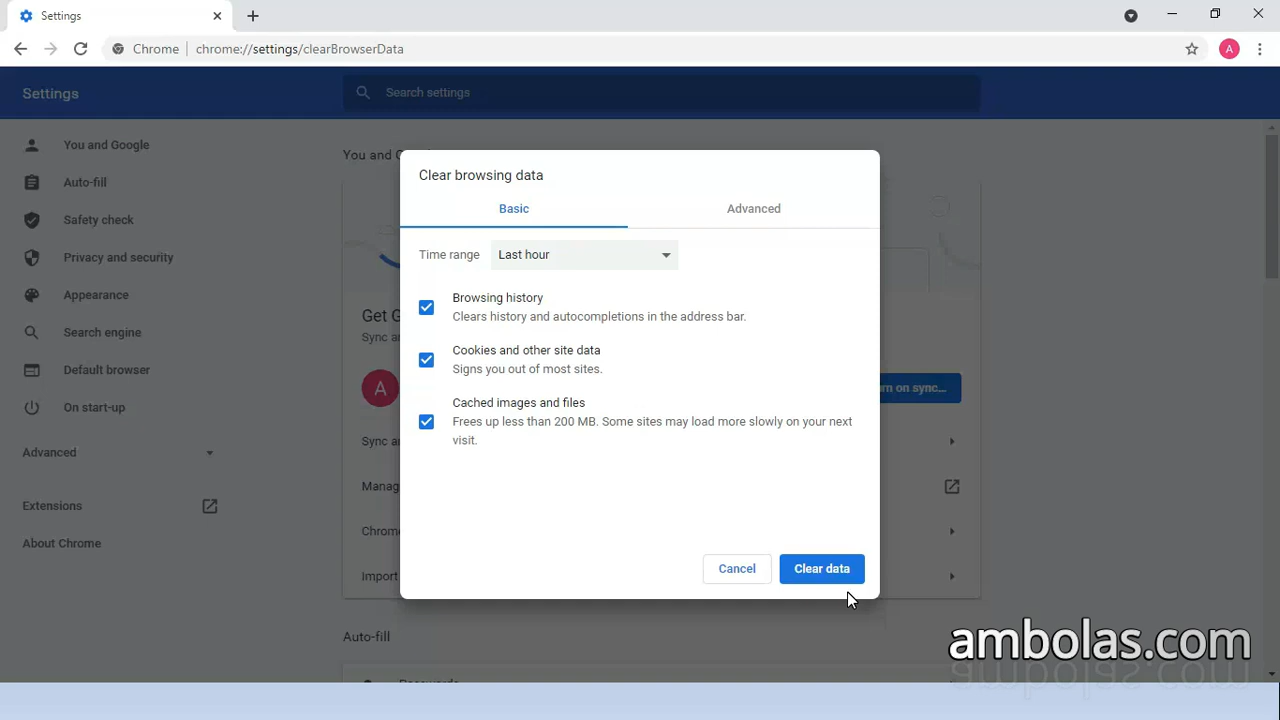 Settings
Chrome
chrome://settings/clearBrowserData
A
Settings
Search settings
You and Google
Auto-fill
Safety check
Privacy and security
Appearance
Search engine
Default browser
On start-up
Advanced
Extensions
About Chrome
You and G
Get G
Sync an
A
rn on sync...
Sync an
Manag
Chrome
Import
Auto-fill
Passwords
Clear browsing data
Basic
Advanced
Time range
Last hour
Browsing history
Clears history and autocompletions in the address bar.
Cookies and other site data
Signs you out of most sites.
Cached images and files
Frees up less than 200 MB. Some sites may load more slowly on your next
visit.
Cancel
Clear data
ambolas.com